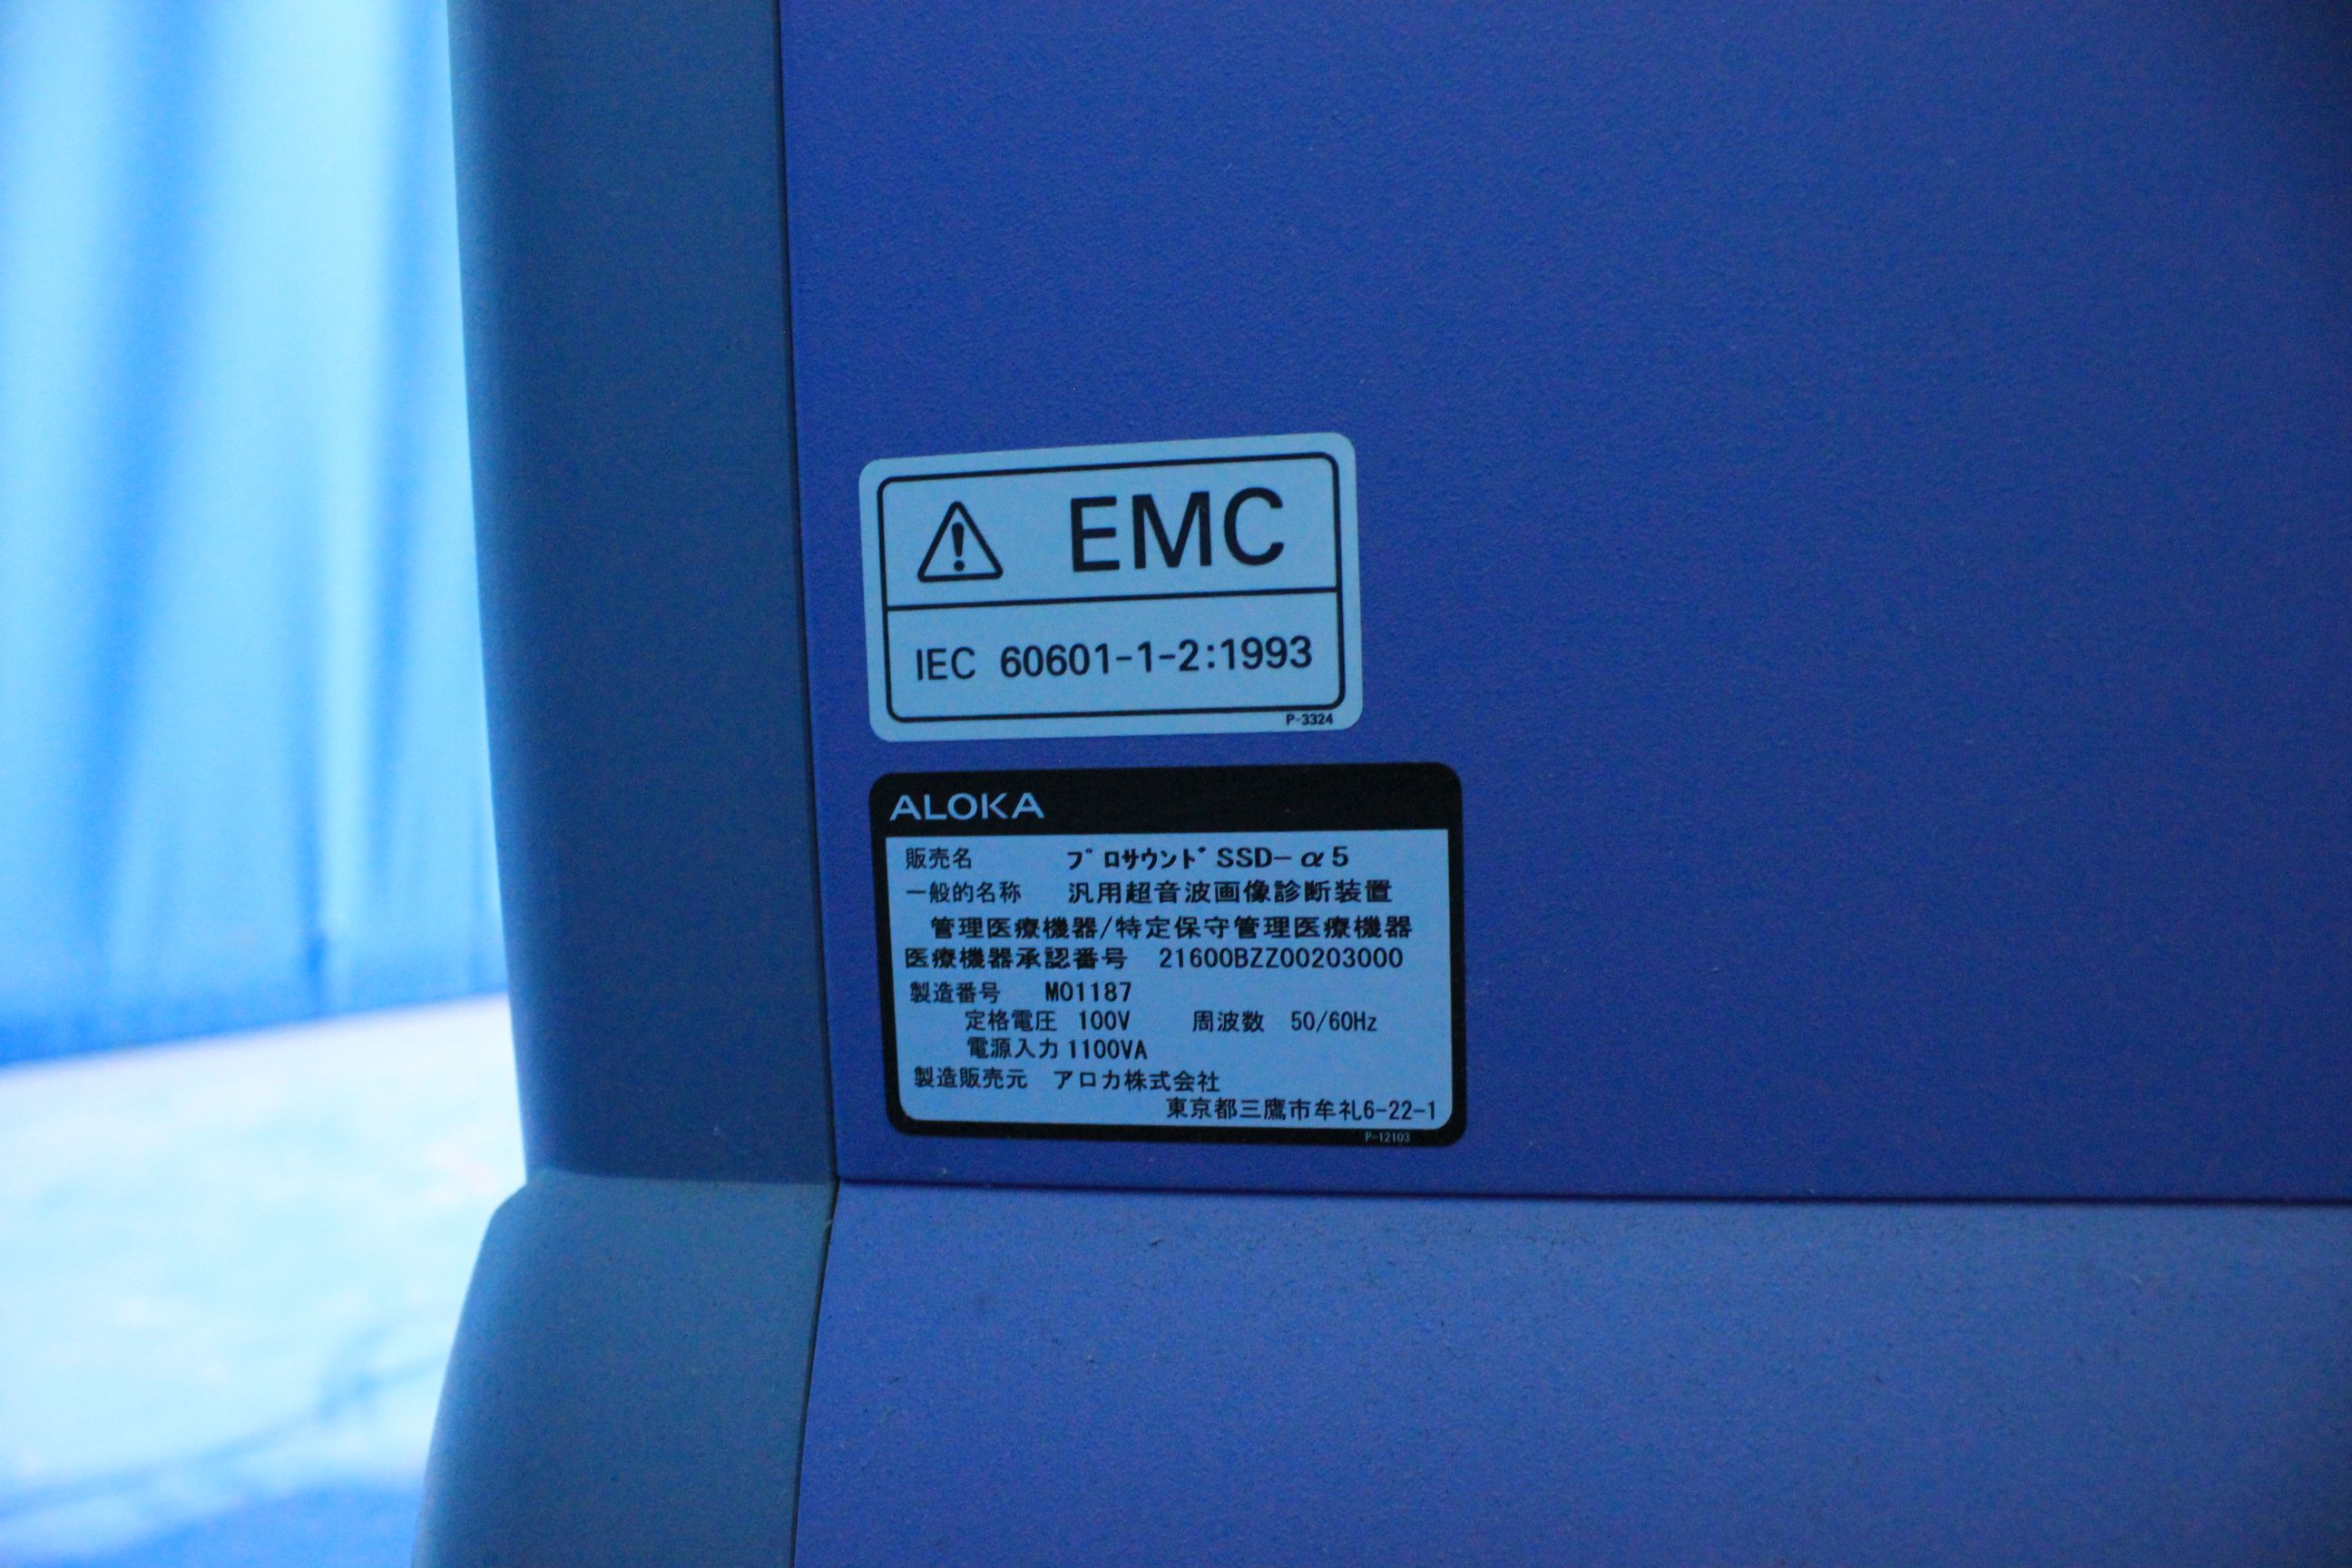 EMC
IEC 60601-1-2:1993
P-3324
ALOKA
販売名 プロサウンドSSD-α5
一般的名称 汎用超音波画像診断装置
管理医療機器/特定保守管理医療機器
医療機器承認番号 21600BZZ00203000
製造番号 M01187
定格電圧 100V 周波数 50/60Hz
電源入力 1100VA
製造販売元 アロカ株式会社
東京都三鷹市牟礼6-22-1
P-12103